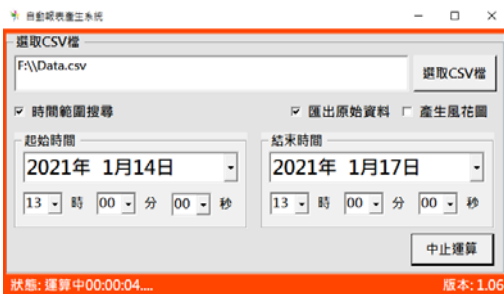 自動報表產生系統
選取CSV檔
F:\\Data.csv
選取CSV檔
時間範圍搜尋
匯出原始資料
產生風花圖
起始時間
結束時間
2021年 1月14日
2021年 1月17日
13 時 00 分 00 秒
13 時 00 分 00 秒
中止運算
狀態: 運算中00:00:04....
版本: 1.06